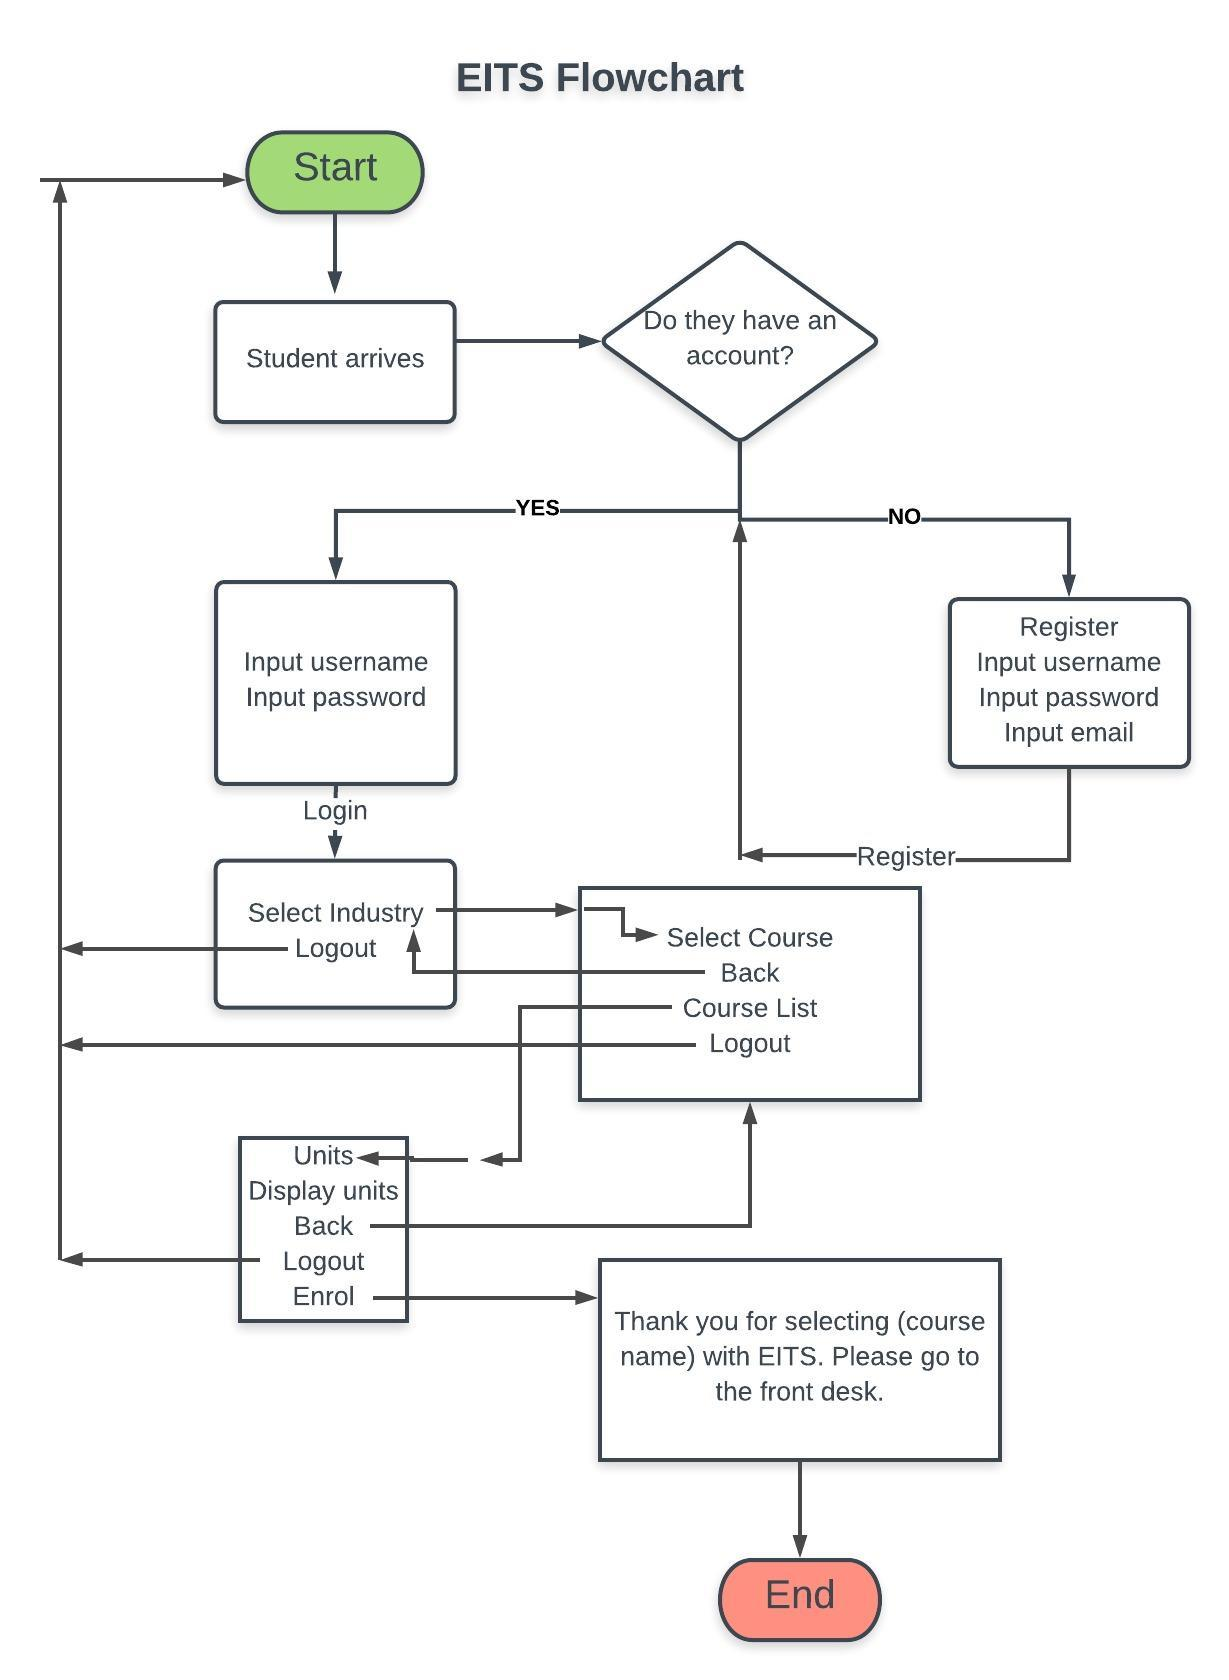 EITS Flowchart
Start
Do they have an
account?
Student arrives
YES
NO
Input username
Input password
Register
Input username
Input password
Input email
Login
Register
Select Industry
Logout
Select Course
Back
Course List
Logout
Units
Display units
Back
Logout
Enrol
Thank you for selecting (course
name) with EITS. Please go to
the front desk.
End